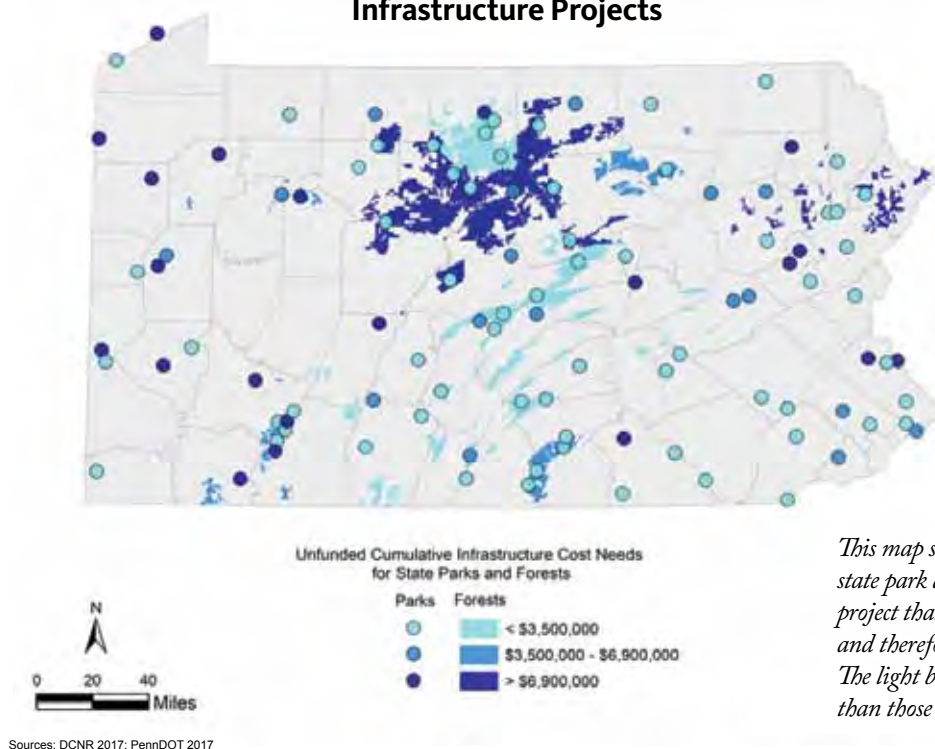 Infrastructure Projects
Unfunded Cumulative Infrastructure Cost Needs
for State Parks and Forests
Parks Forests
< $3,500,000
$3,500,000 - $6,900,000
> $6,900,000
N
0 20 40
Miles
This map s
state park
project tha
and therefo
The light b
than those
Sources: DCNR 2017; PennDOT 2017